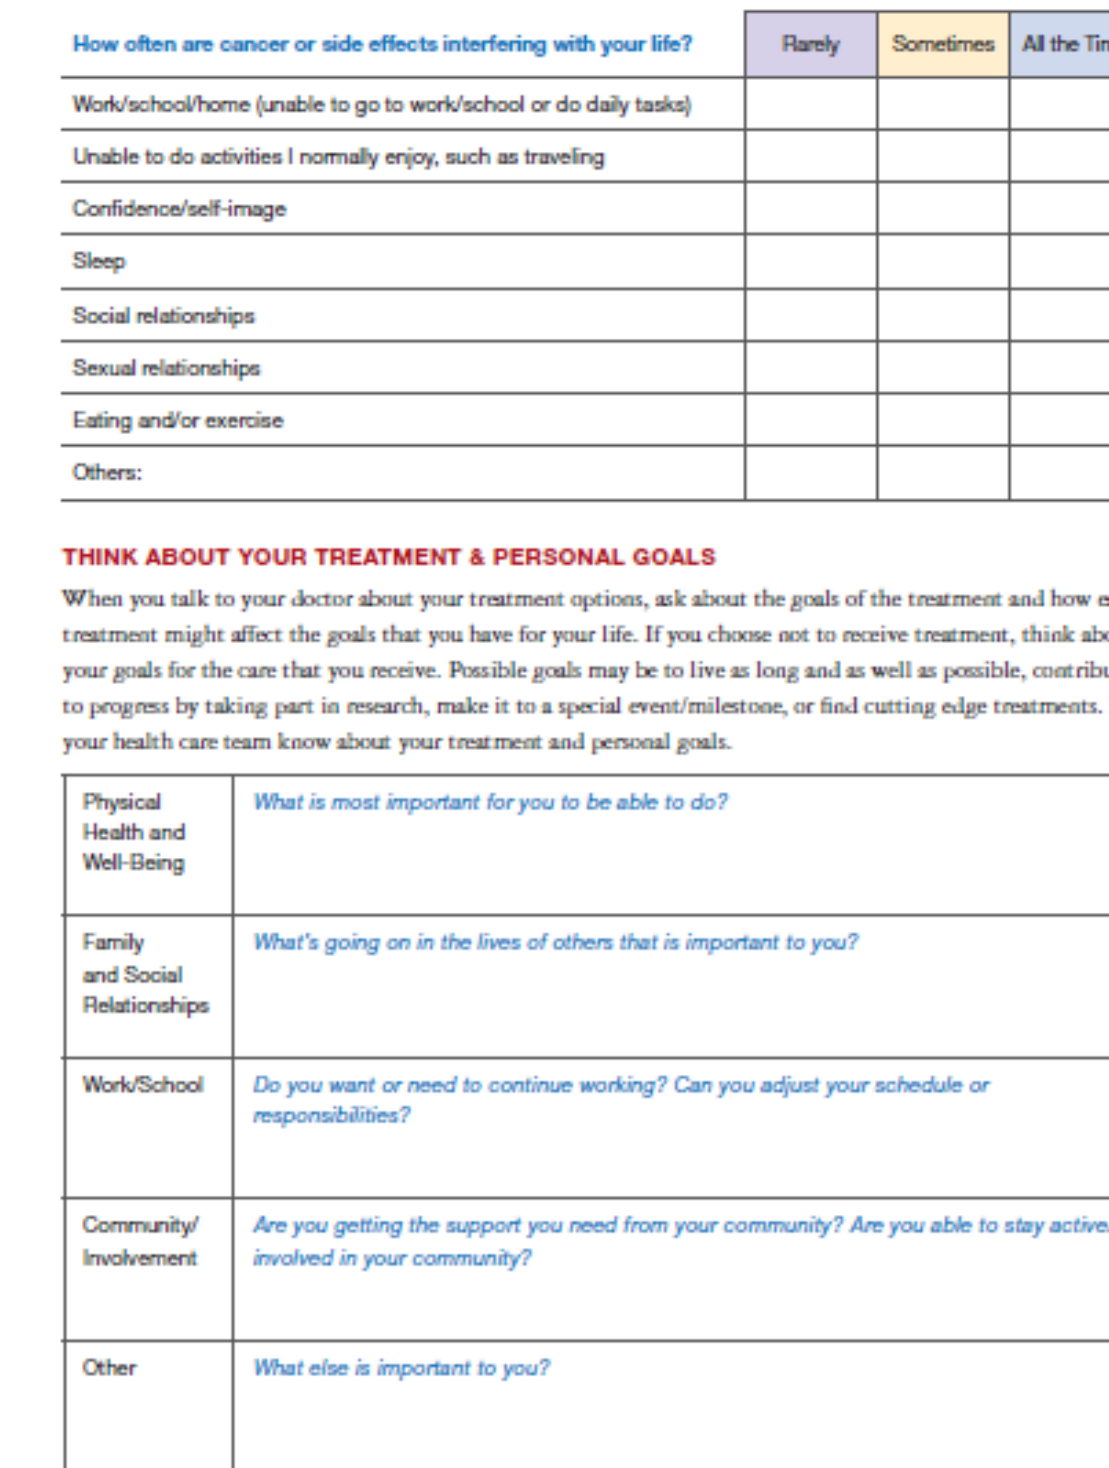 How often are cancer or side effects interfering with your life? Rarely Sometimes All the Tim
Work/school/home (unable to go to work/school or do daily tasks)
Unable to do activities I normally enjoy, such as traveling
Confidence/self-image
Sleep
Social relationships
Sexual relationships
Eating and/or exercise
Others:
THINK ABOUT YOUR TREATMENT & PERSONAL GOALS
When you talk to your doctor about your treatment options, ask about the goals of the treatment and how e
treatment might affect the goals that you have for your life. If you choose not to receive treatment, think abo
your goals for the care that you receive. Possible goals may be to live as long and as well as possible, contribu
to progress by taking part in research, make it to a special event/milestone, or find cutting edge treatments.
your health care team know about your treatment and personal goals.
Physical
Health and
Well-Being
What is most important for you to be able to do?
Family
and Social
Relationships
What's going on in the lives of others that is important to you?
Work/School
Do you want or need to continue working? Can you adjust your schedule or
responsibilities?
Community/
Involvement
Are you getting the support you need from your community? Are you able to stay active
involved in your community?
Other
What else is important to you?